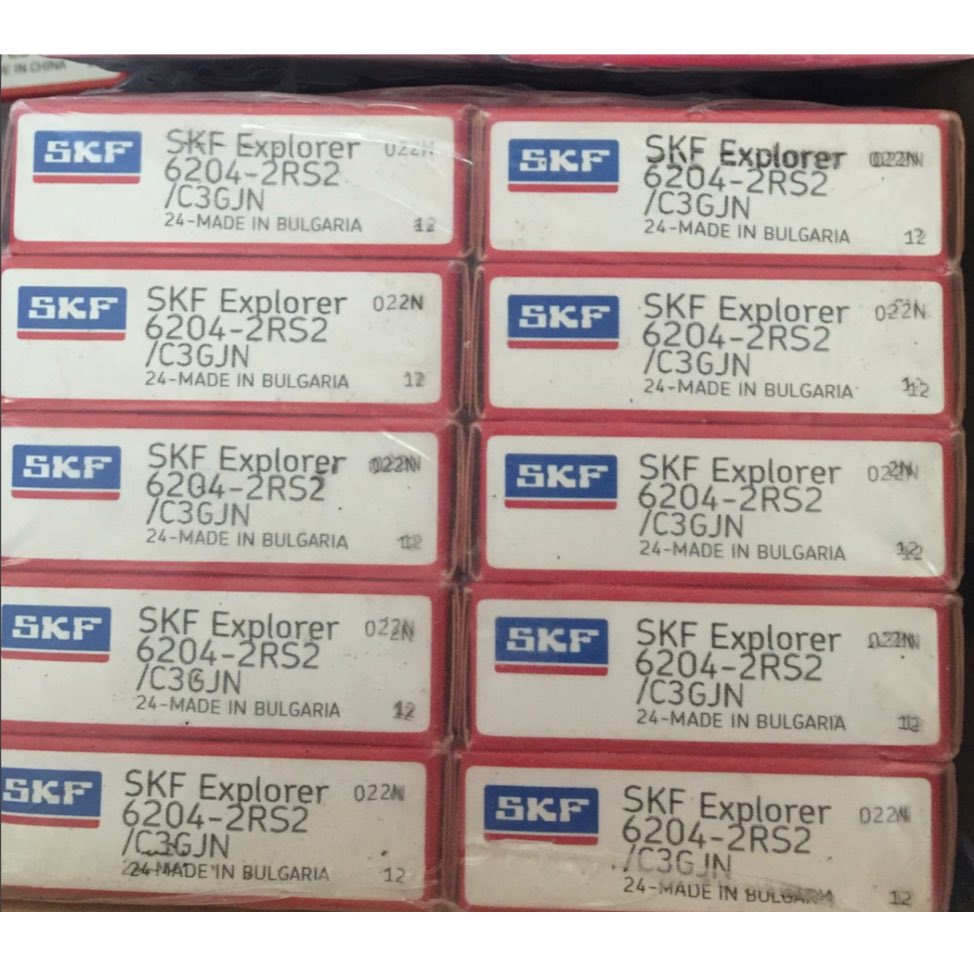 E IN CHINA
SKF SKF Explorer 022N
6204-2RS2
/C3GJN
24-MADE IN BULGARIA 12
SKF SKF Explorer 022N
6204-2RS2
/C3GJN
24-MADE IN BULGARIA 12
SKF SKF Explorer 022N
6204-2RS2
/C3GJN
24-MADE IN BULGARIA 12
SKF SKF Explorer 022N
6204-2RS2
/C3GJN
24-MADE IN BULGARIA 12
SKF SKF Explorer 022N
6204-2RS2
/C3GJN
24-MADE IN BULGARIA 12
SKF SKF Explorer 022N
6204-2RS2
/C3GJN
24-MADE IN BULGARIA 12
SKF SKF Explorer 022N
6204-2RS2
/C3GJN
24-MADE IN BULGARIA 12
SKF SKF Explorer 022N
6204-2RS2
/C3GJN
24-MADE IN BULGARIA 12
SKF SKF Explorer 022N
6204-2RS2
/C3GJN
24-MADE IN BULGARIA 12
SKF SKF Explorer 022N
6204-2RS2
/C3GJN
24-MADE IN BULGARIA 12